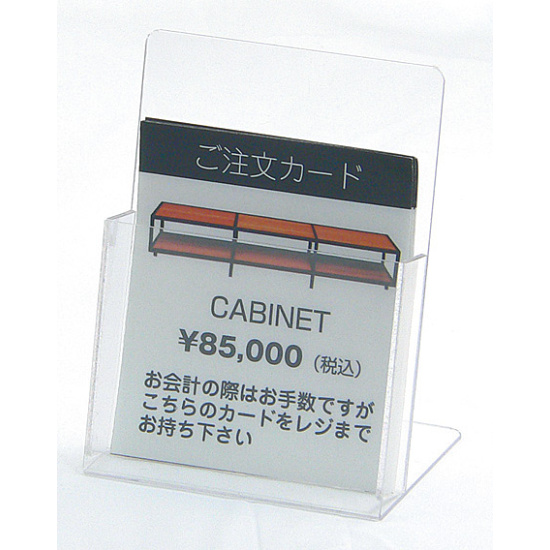 ご注文カード
CABINET
¥85,000（税込）
お会計の際はお手数ですが
こちらのカードをレジまで
お持ち下さい